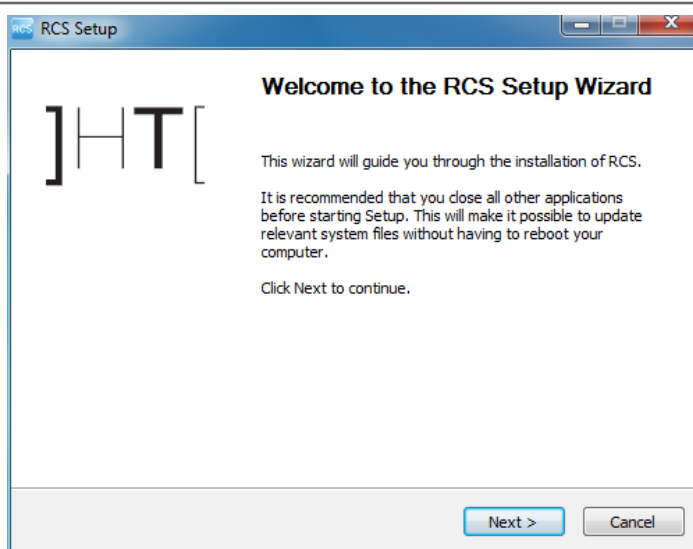 RCS RCS Setup
Welcome to the RCS Setup Wizard
]HT[
This wizard will guide you through the installation of RCS.
It is recommended that you close all other applications
before starting Setup. This will make it possible to update
relevant system files without having to reboot your
computer.
Click Next to continue.
Next > Cancel